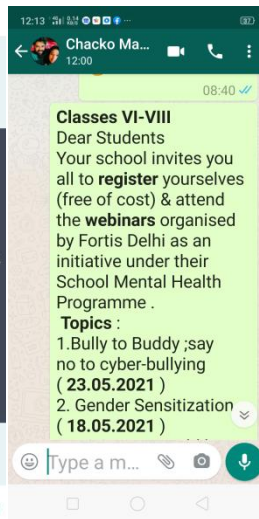 12:13
37
Chacko Ma...
12:00
08:40
Classes VI-VIII
Dear Students
Your school invites you
all to register yourselves
(free of cost) & attend
the webinars organised
by Fortis Delhi as an
initiative under their
School Mental Health
Programme .
Topics :
1.Bully to Buddy ;say
no to cyber-bullying
( 23.05.2021 )
2. Gender Sensitization
( 18.05.2021 )
Type a m...